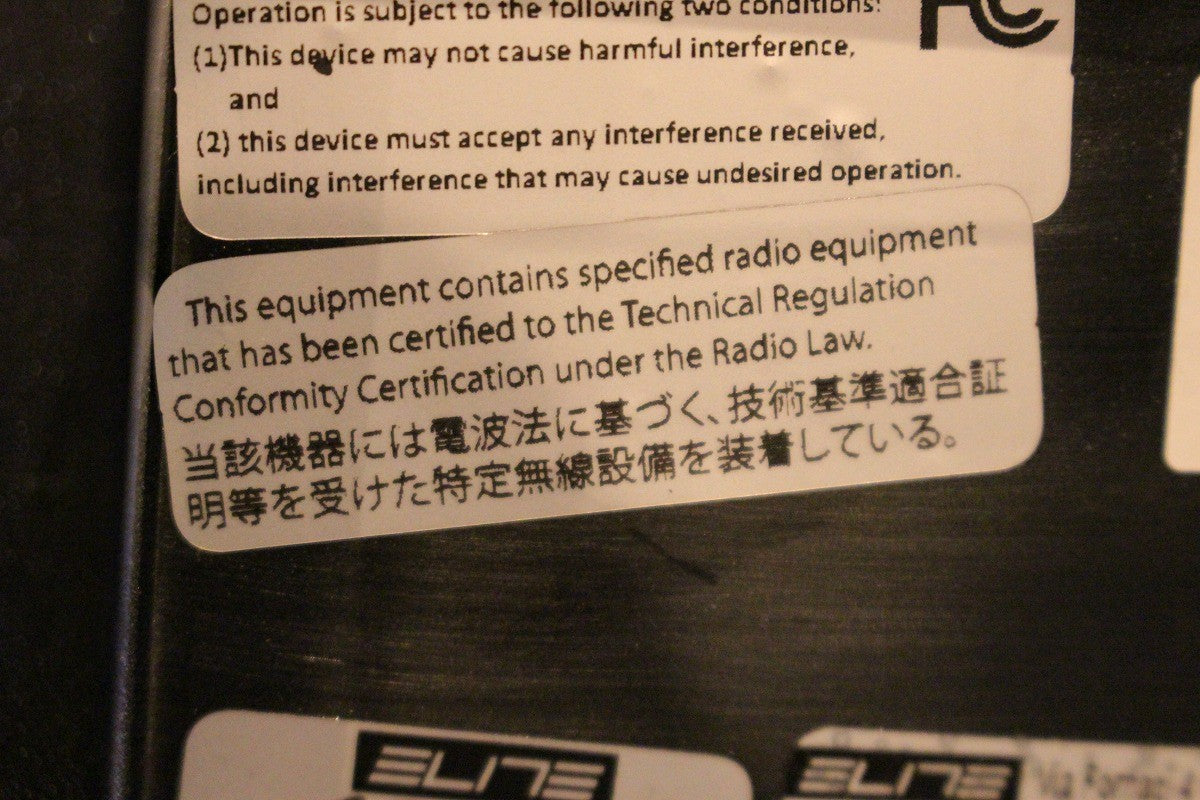 Operation is subject to the following two conditions:
FC
(1)This device may not cause harmful interference,
and
(2) this device must accept any interference received,
including interference that may cause undesired operation.
This equipment contains specified radio equipment
that has been certified to the Technical Regulation
Conformity Certification under the Radio Law.
当該機器には電波法に基づく、技術基準適合証
明等を受けた特定無線設備を装着している。
ELITE
ELITE
Via